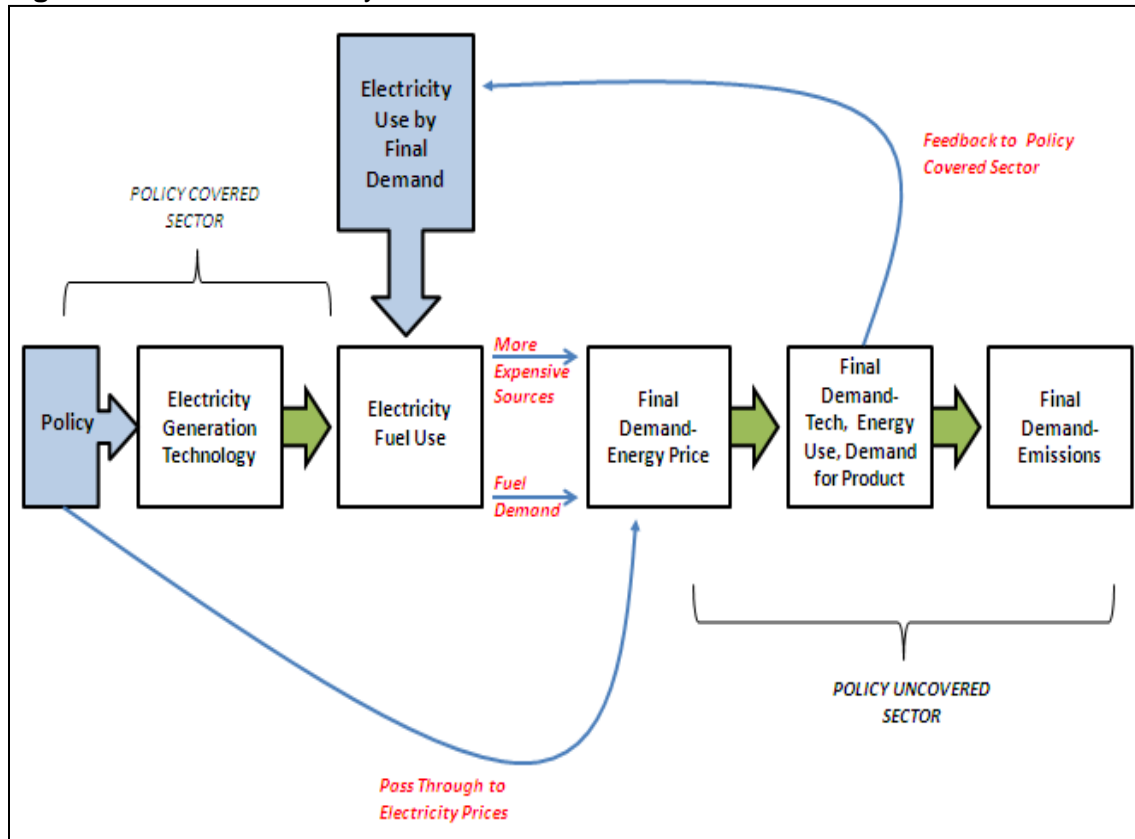 Electricity
Use by
Final
Demand
Feedback to Policy
Covered Sector
POLICY COVERED
SECTOR
Policy
Electricity
Generation
Technology
Electricity
Fuel Use
More
Expensive
Sources
Fuel
Demand
Final
Demand-
Energy Price
Final
Demand-
Tech, Energy
Use, Demand
for Product
Final
Demand-
Emissions
POLICY UNCOVERED
SECTOR
Pass Through to
Electricity Prices